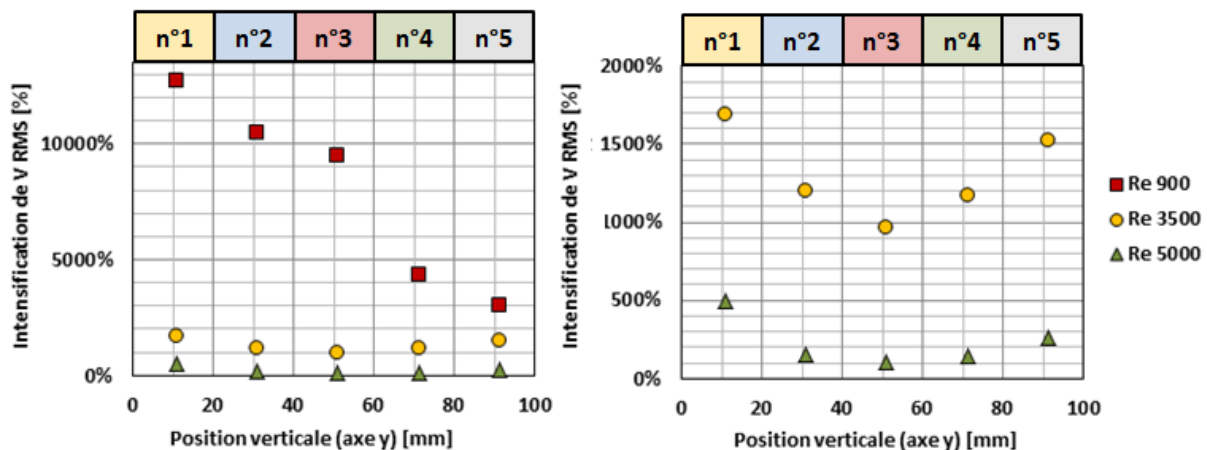 n°1 n°2 n°3 n°4 n°5
Intensification de V RMS [%]
10000%
5000%
0%
0 20 40 60 80 100
Position verticale (axe y) [mm]
n°1 n°2 n°3 n°4 n°5
Intensification de V RMS [%]
2000%
1500%
1000%
500%
0%
0 20 40 60 80 100
Position verticale (axe y) [mm]
Re 900
Re 3500
Re 5000